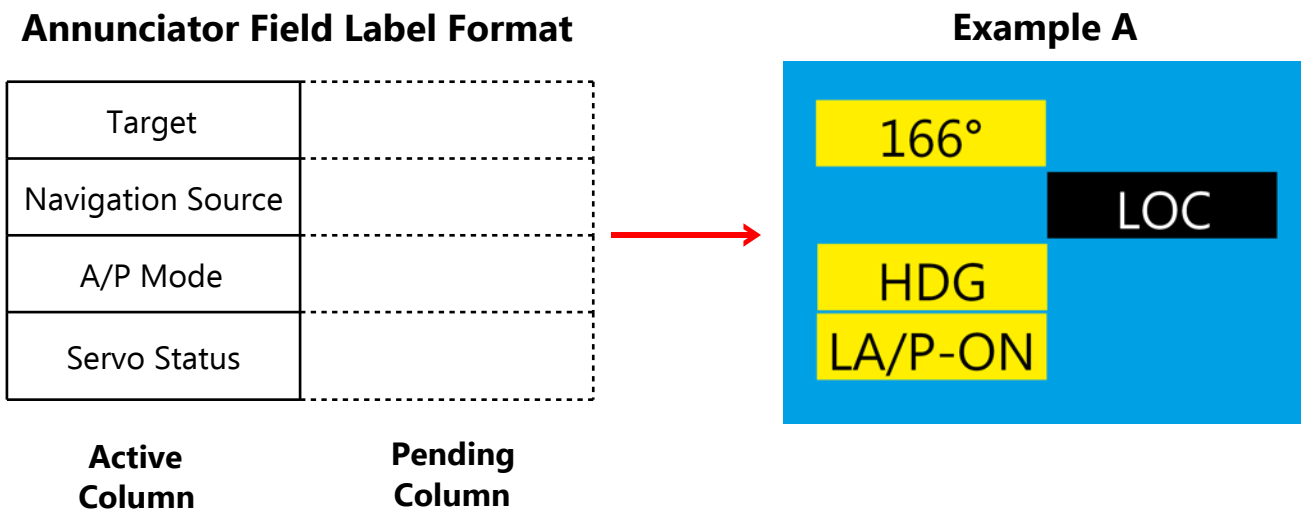 Annunciator Field Label Format
Target
Navigation Source
A/P Mode
Servo Status
Active
Column
Pending
Column
Example A
166°
LOC
HDG
LA/P-ON